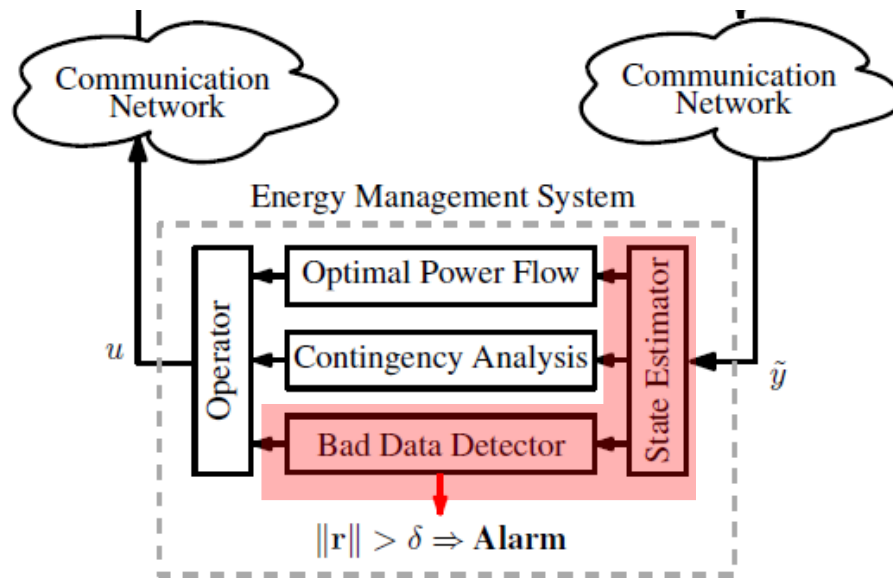 Communication
Network
Communication
Network
Energy Management System
Optimal Power Flow
Contingency Analysis
Bad Data Detector
Operator
State Estimator
u
ỹ
‖r‖ > δ ⇒ Alarm